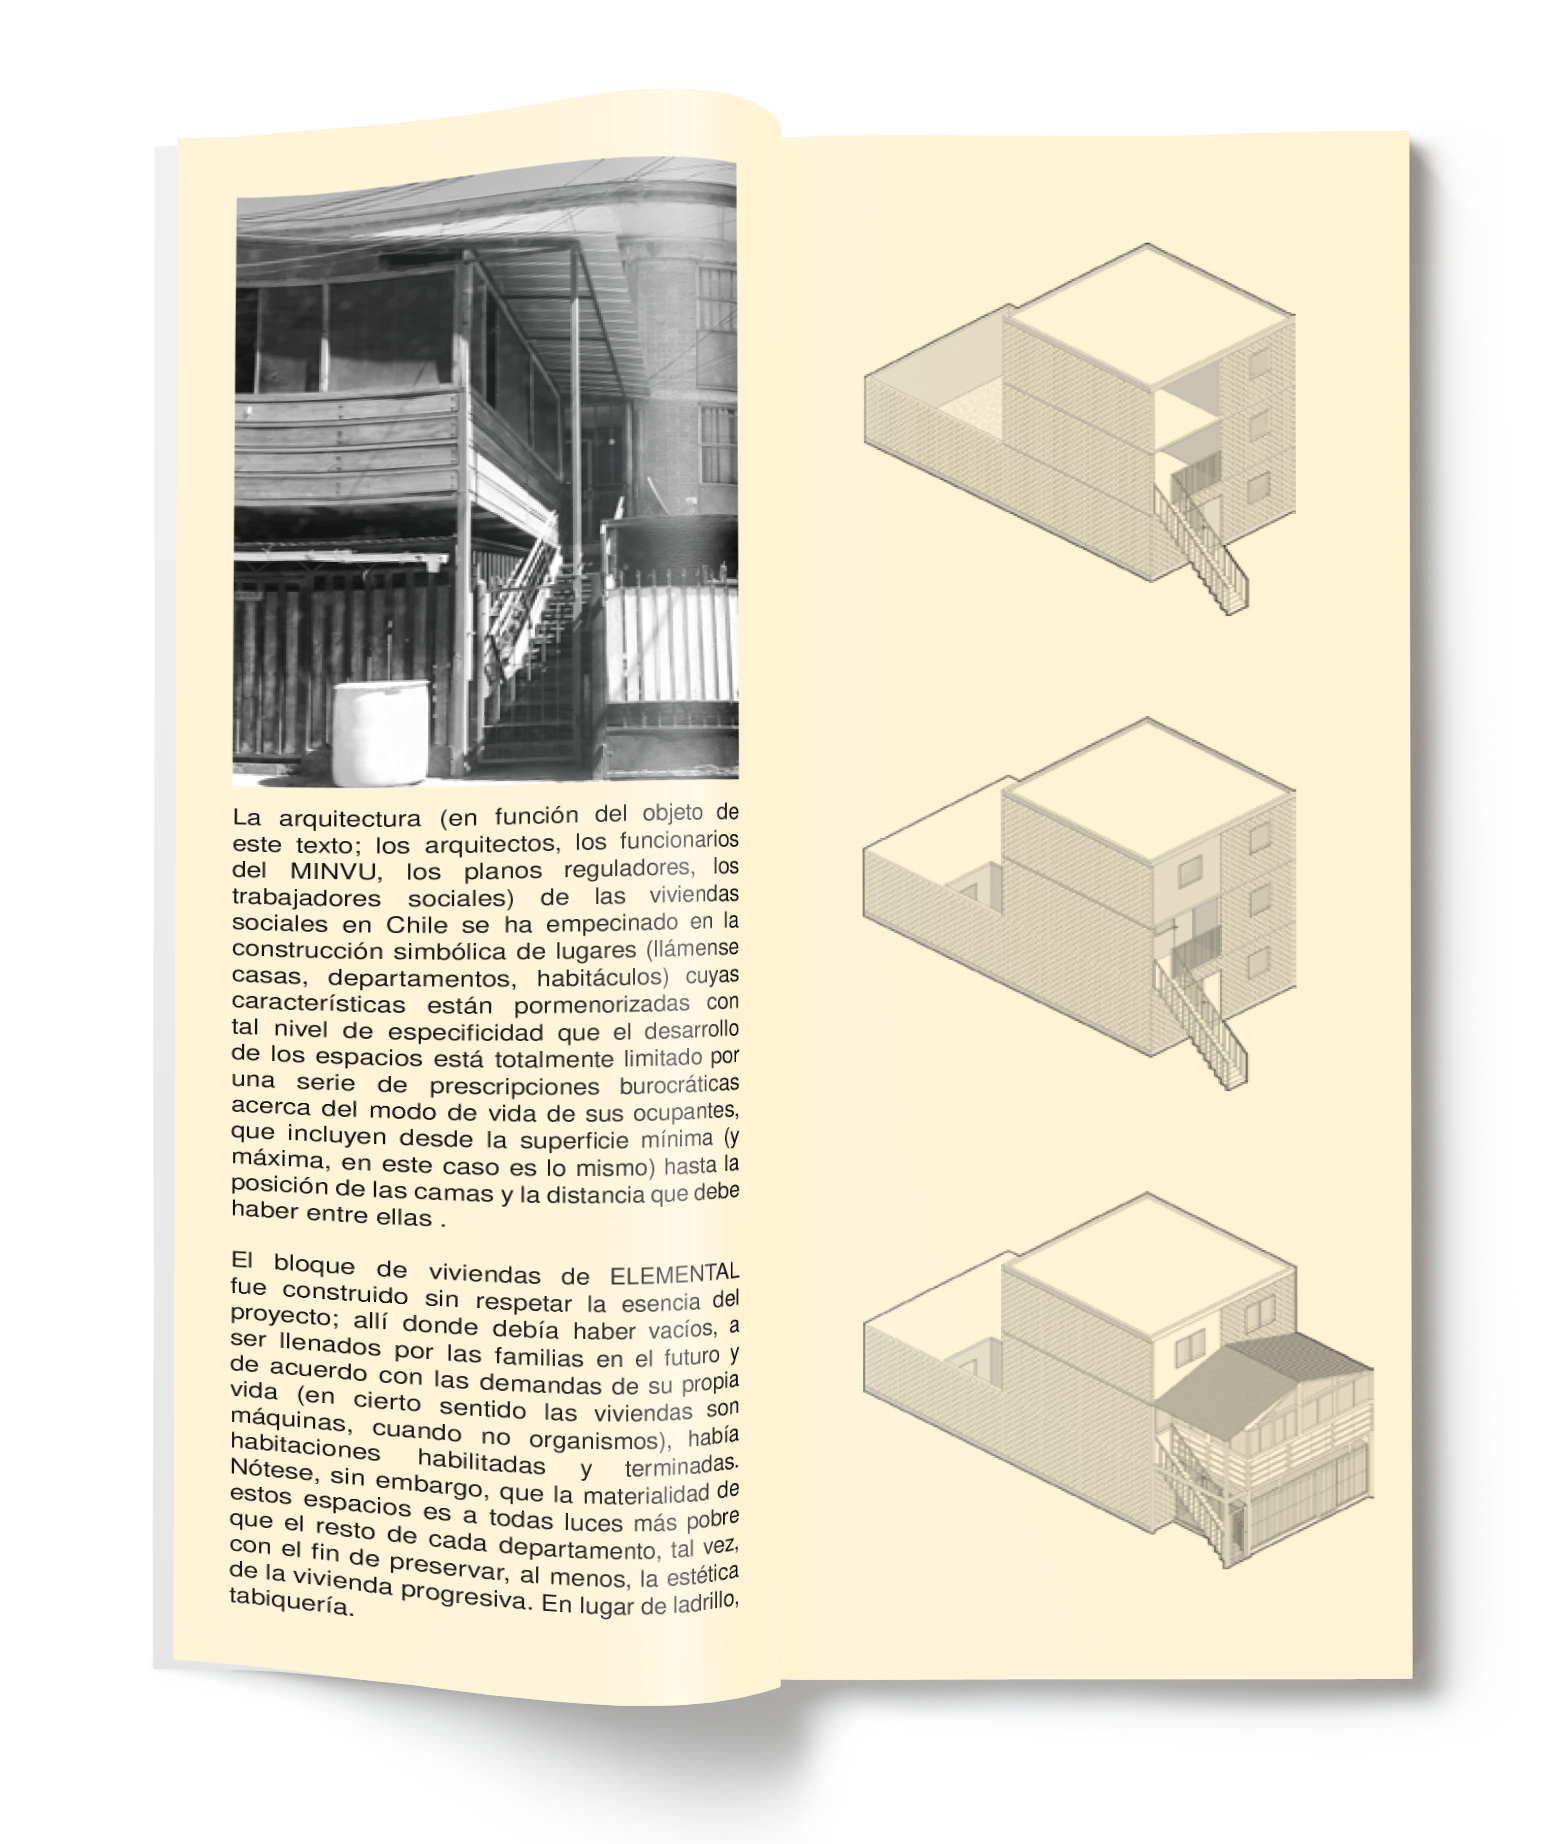 La arquitectura (en función del objeto de
este texto; los arquitectos, los funcionarios
del MINVU, los planos reguladores, los
trabajadores sociales) de las viviendas
sociales en Chile se ha empecinado en la
construcción simbólica de lugares (llámense
casas, departamentos, habitáculos) cuyas
características están pormenorizadas con
tal nivel de especificidad que el desarrollo
de los espacios está totalmente limitado por
una serie de prescripciones burocráticas
acerca del modo de vida de sus ocupantes,
que incluyen desde la superficie mínima (y
máxima, en este caso es lo mismo) hasta la
posición de las camas y la distancia que debe
haber entre ellas .
El bloque de viviendas de ELEMENTAL
fue construido sin respetar la esencia del
proyecto; allí donde debía haber vacíos, a
ser llenados por las familias en el futuro y
de acuerdo con las demandas de su propia
vida (en cierto sentido las viviendas son
máquinas, cuando no organismos), había
habitaciones habilitadas y terminadas.
Nótese, sin embargo, que la materialidad de
estos espacios es a todas luces más pobre
que el resto de cada departamento, tal vez,
con el fin de preservar, al menos, la estética
de la vivienda progresiva. En lugar de ladrillo,
tabiquería.